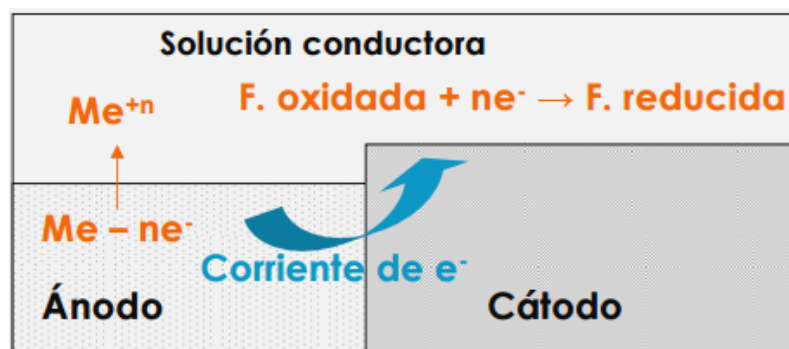 Solución conductora
F. oxidada + ne⁻ → F. reducida
Me⁺ⁿ
Me – ne⁻
Corriente de e⁻
Ánodo
Cátodo